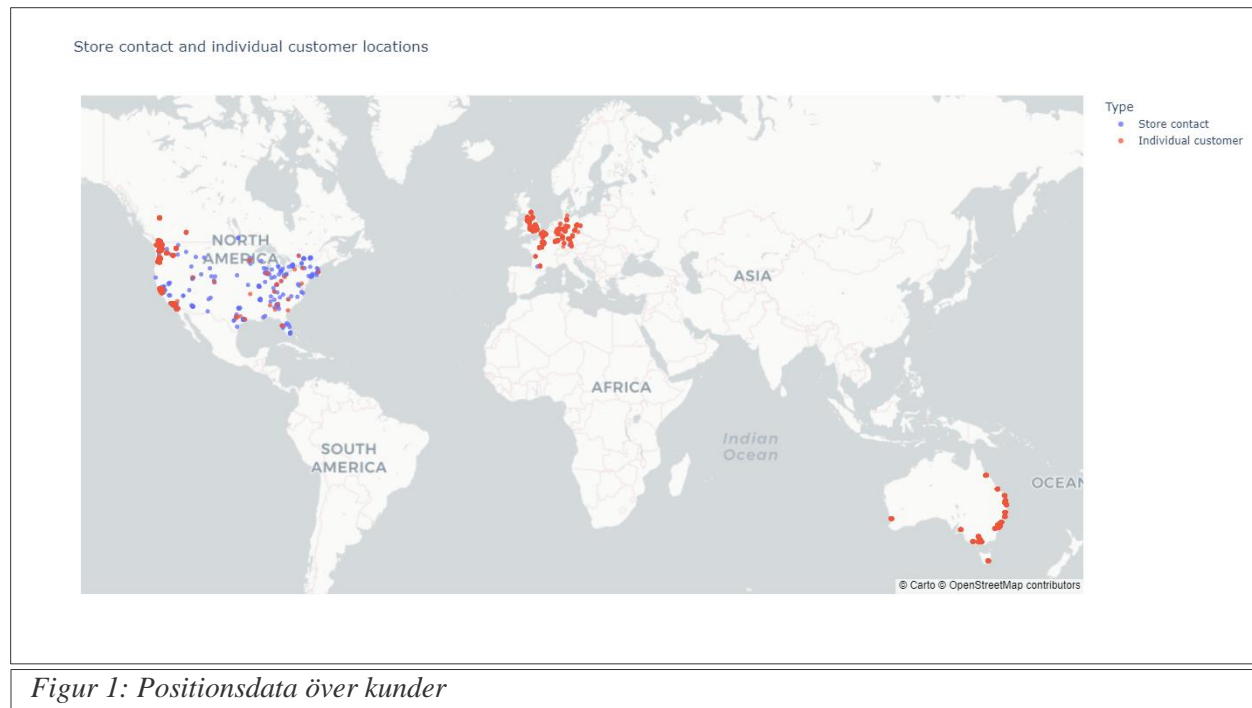 Store contact and individual customer locations
Type
Store contact
Individual customer
NORTH
AMERICA
ASIA
AFRICA
SOUTH
AMERICA
Indian
Ocean
OCEAN
© Carto © OpenStreetMap contributors
Figur 1: Positionsdata över kunder